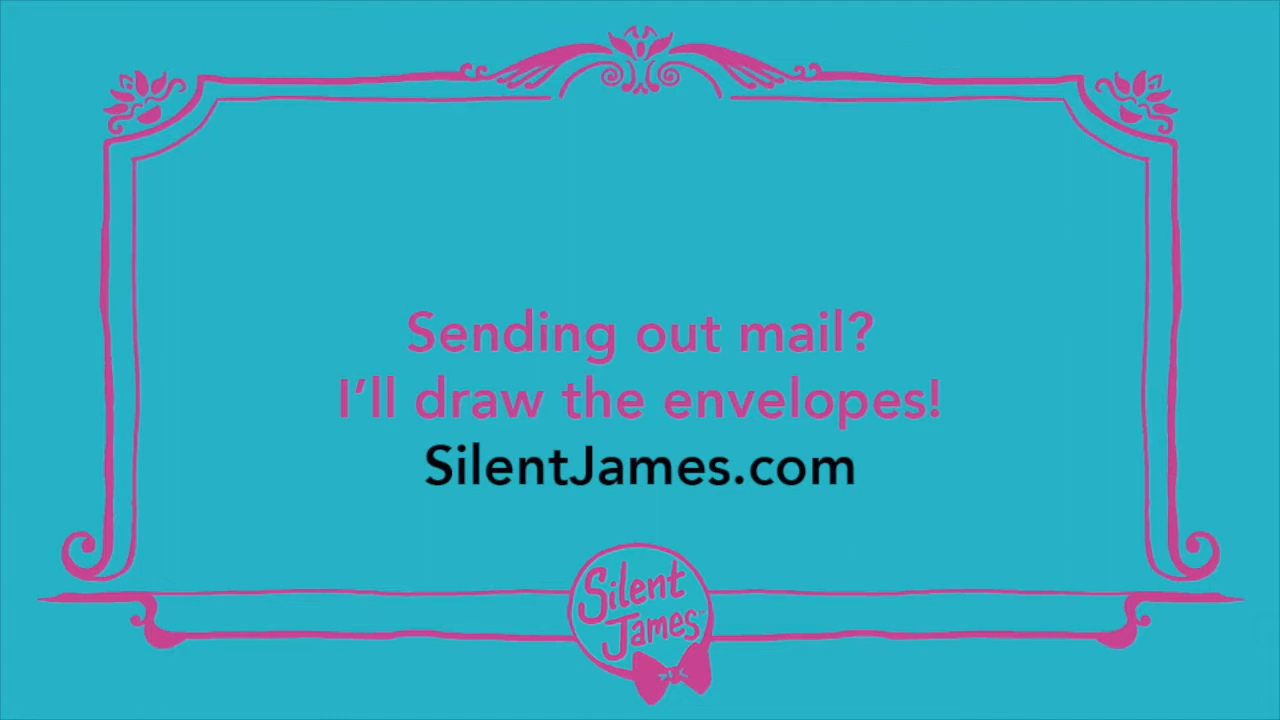 Sending out mail?
I’ll draw the envelopes!
SilentJames.com
Silent
James